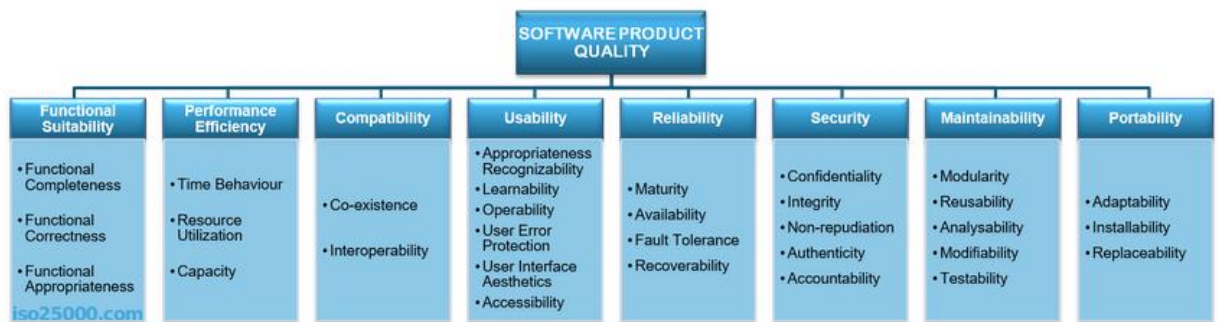 SOFTWARE PRODUCT
QUALITY
Functional
Suitability
• Functional
Completeness
• Functional
Correctness
• Functional
Appropriateness
Performance
Efficiency
• Time Behaviour
• Resource
Utilization
• Capacity
Compatibility
• Co-existence
• Interoperability
Usability
• Appropriateness
Recognizability
• Learnability
• Operability
• User Error
Protection
• User Interface
Aesthetics
• Accessibility
Reliability
• Maturity
• Availability
• Fault Tolerance
• Recoverability
Security
• Confidentiality
• Integrity
• Non-repudiation
• Authenticity
• Accountability
Maintainability
• Modularity
• Reusability
• Analysability
• Modifiability
• Testability
Portability
• Adaptability
• Installability
• Replaceability
iso25000.com